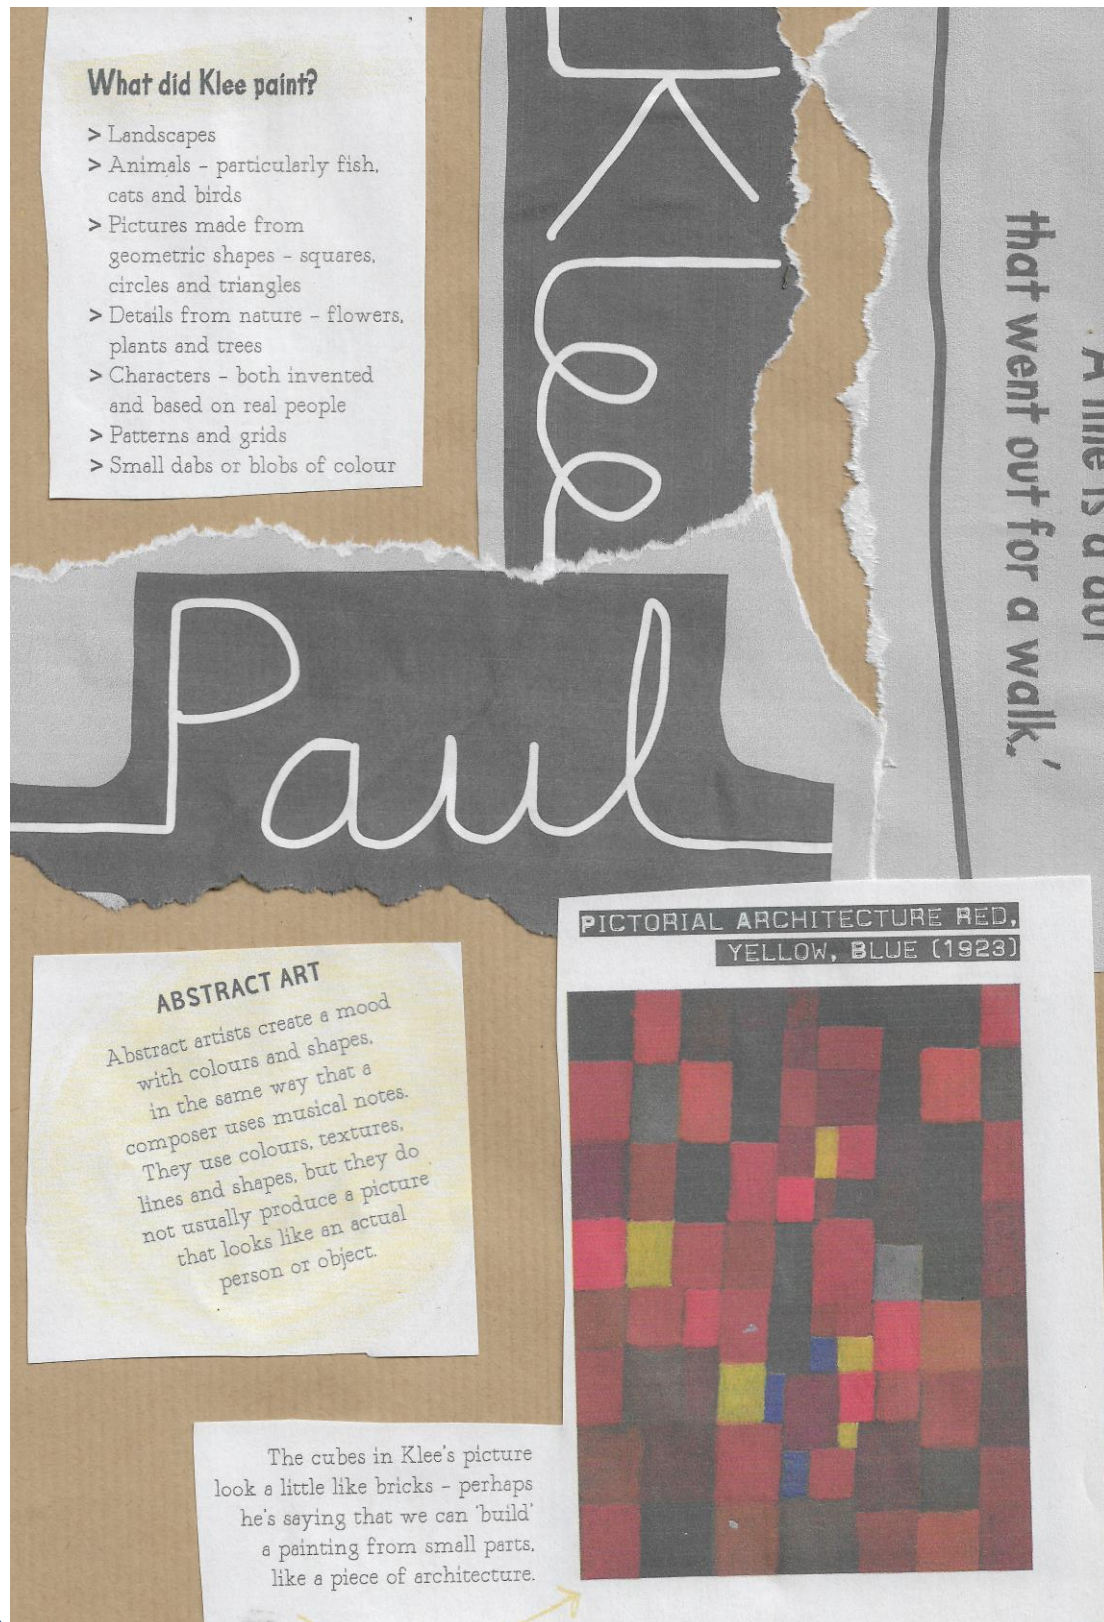 What did Klee paint?
> Landscapes
> Animals – particularly fish,
cats and birds
> Pictures made from
geometric shapes – squares,
circles and triangles
> Details from nature – flowers,
plants and trees
> Characters – both invented
and based on real people
> Patterns and grids
> Small dabs or blobs of colour
Klee
Paul
A line is a dot
that went out for a walk.'
PICTORIAL ARCHITECTURE RED,
YELLOW, BLUE (1923)
ABSTRACT ART
Abstract artists create a mood
with colours and shapes,
in the same way that a
composer uses musical notes.
They use colours, textures,
lines and shapes, but they do
not usually produce a picture
that looks like an actual
person or object.
The cubes in Klee's picture
look a little like bricks – perhaps
he's saying that we can 'build'
a painting from small parts,
like a piece of architecture.